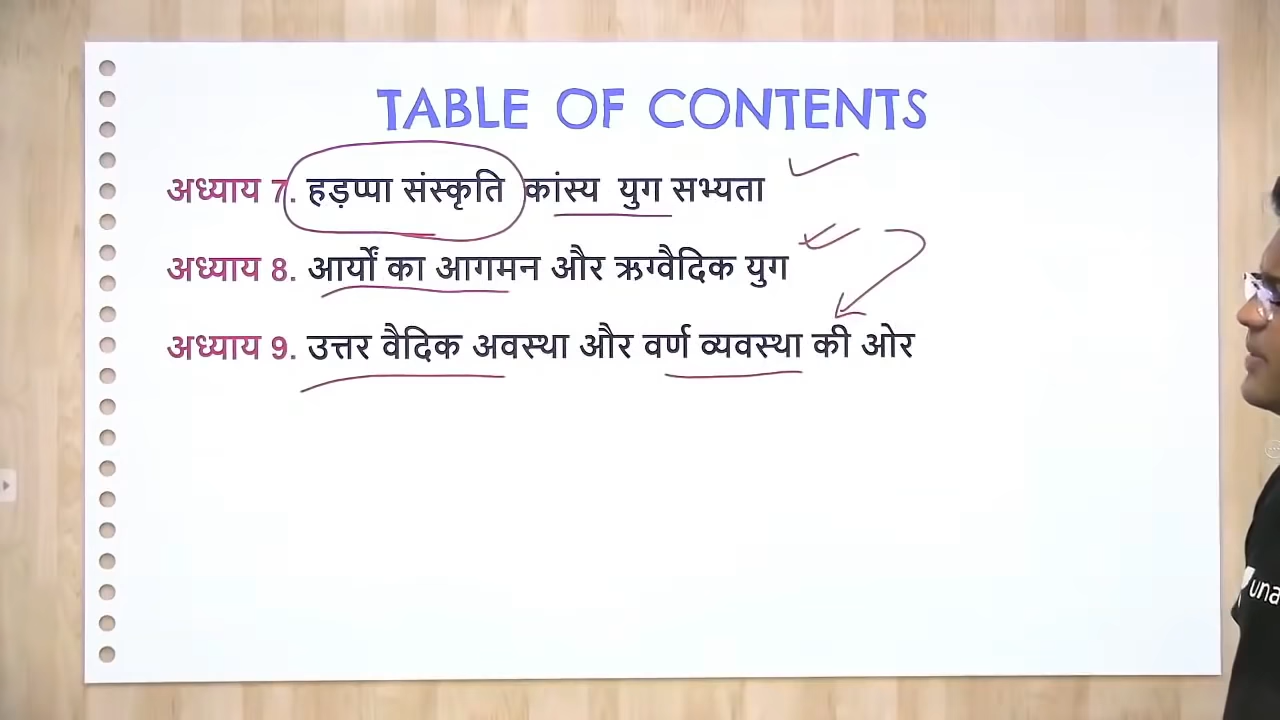 TABLE OF CONTENTS
अध्याय 7. हड़प्पा संस्कृति कांस्य युग सभ्यता
अध्याय 8. आर्यों का आगमन और ऋग्वैदिक युग
अध्याय 9. उत्तर वैदिक अवस्था और वर्ण व्यवस्था की ओर
una